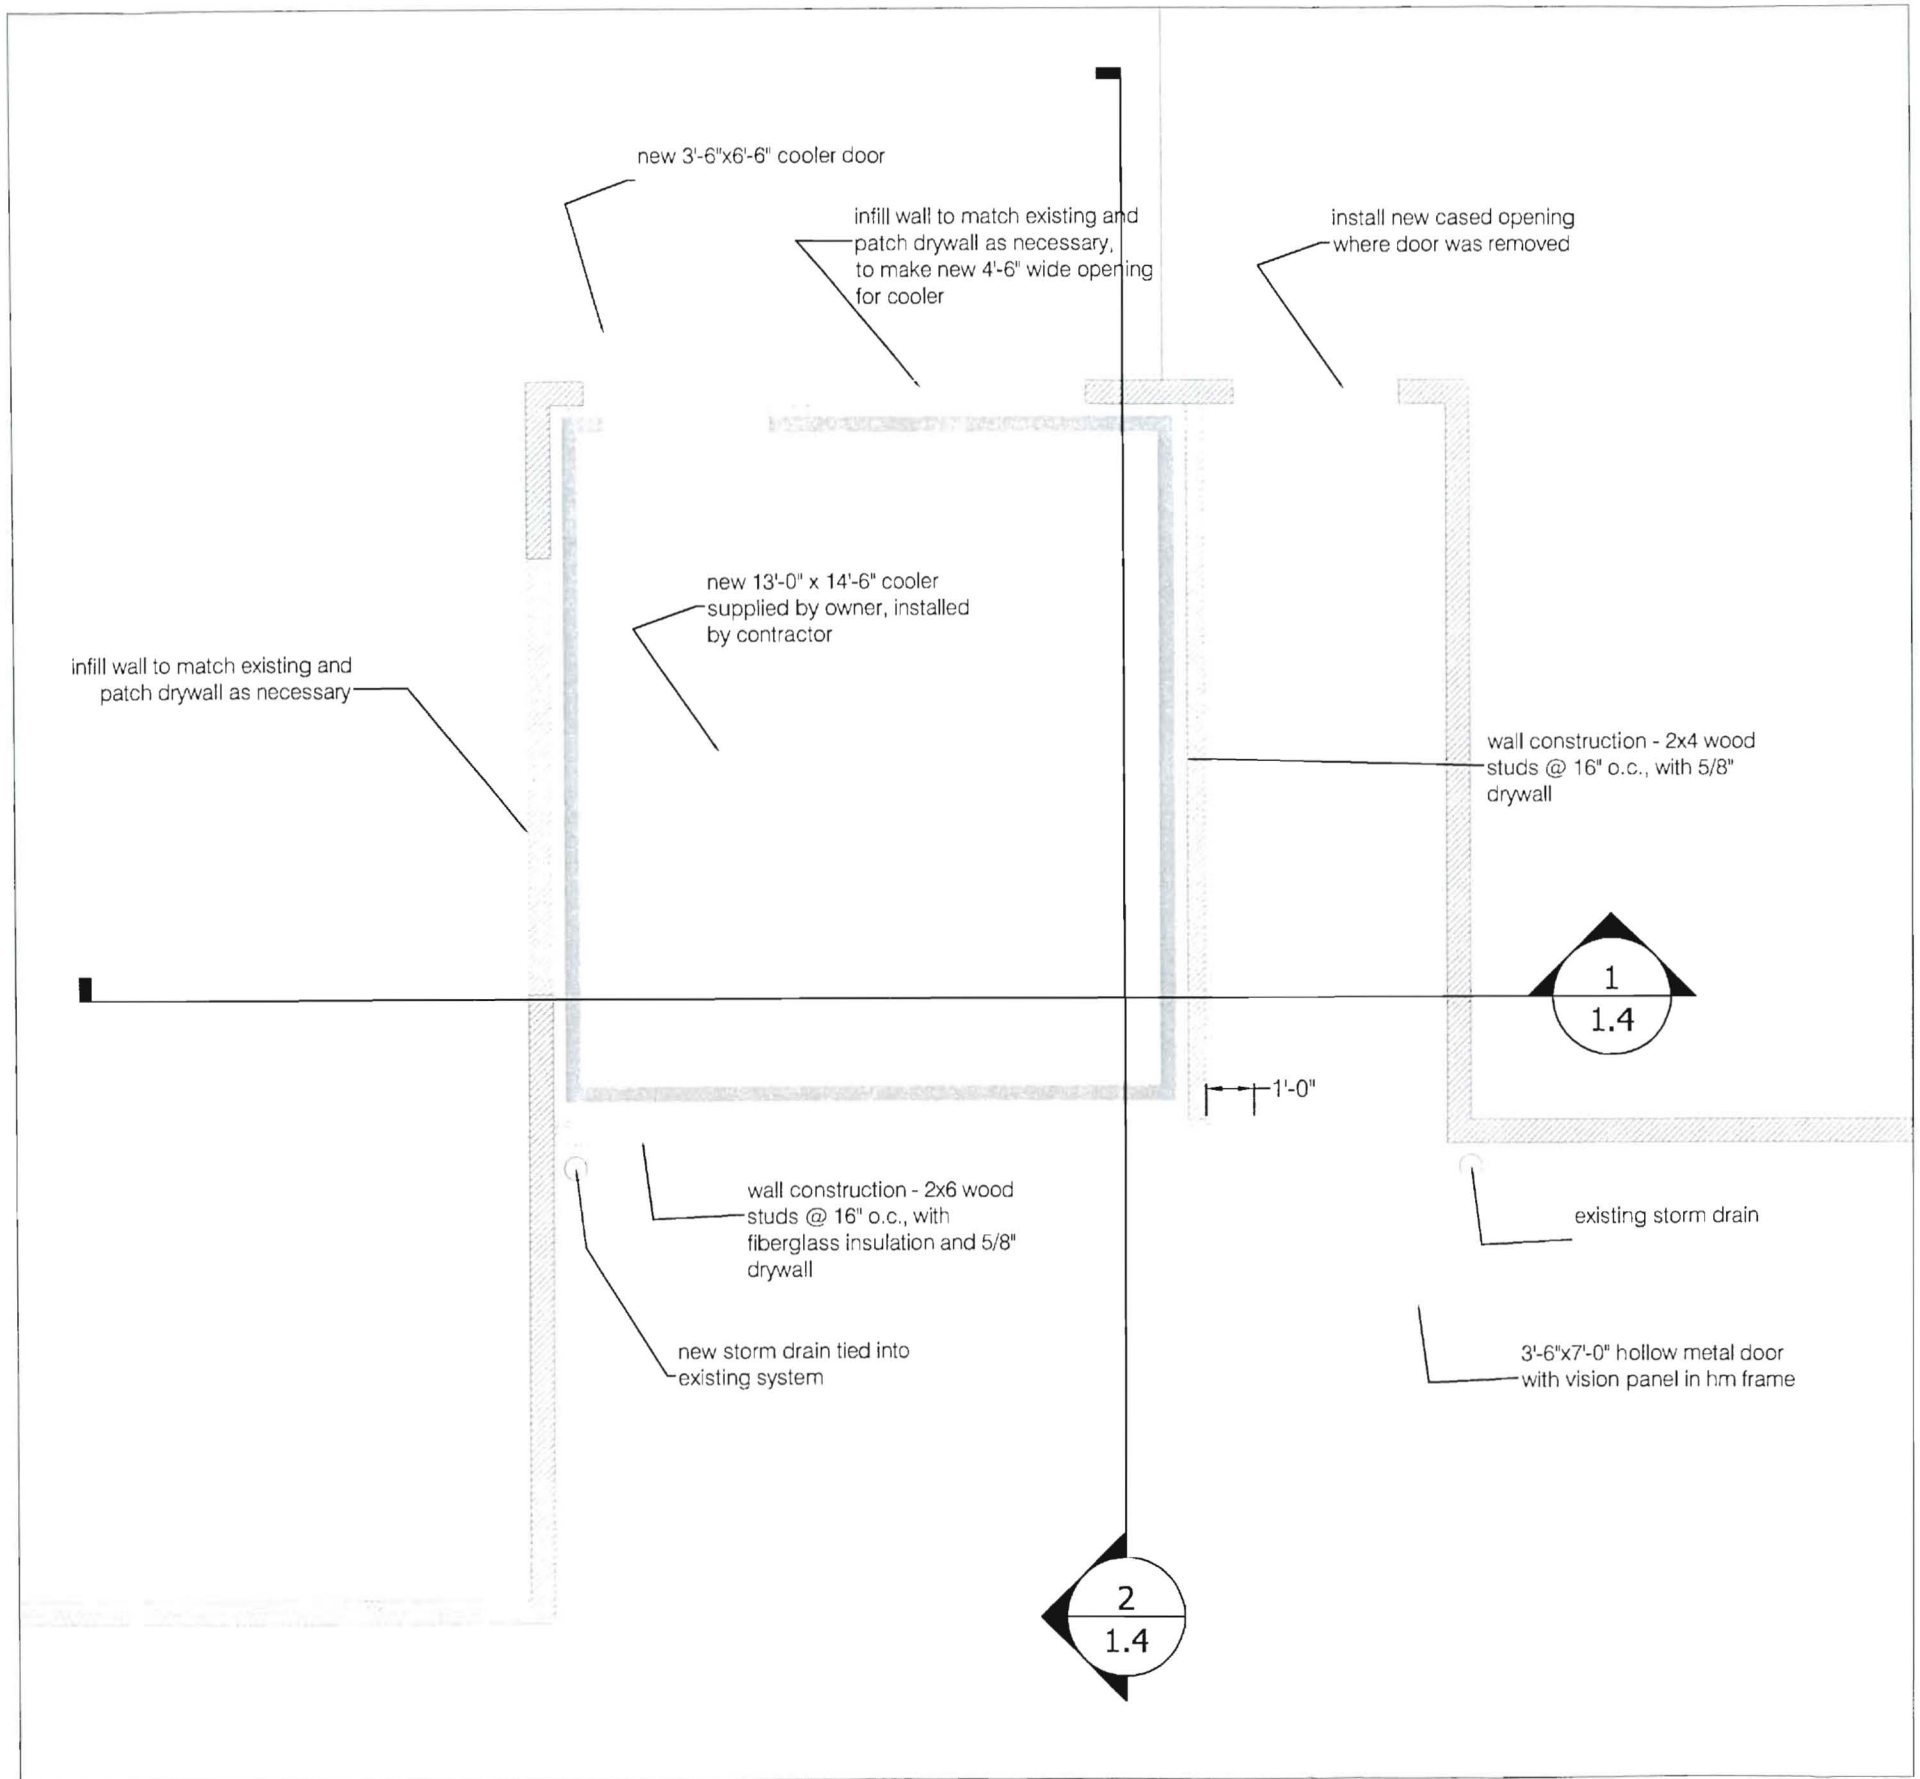 new 3'-6"x6'-6" cooler door
infill wall to match existing and
patch drywall as necessary,
to make new 4'-6" wide opening
for cooler
install new cased opening
where door was removed
new 13'-0" x 14'-6" cooler
supplied by owner, installed
by contractor
infill wall to match existing and
patch drywall as necessary
wall construction - 2x4 wood
studs @ 16" o.c., with 5/8"
drywall
1
1.4
1'-0"
wall construction - 2x6 wood
studs @ 16" o.c., with
fiberglass insulation and 5/8"
drywall
existing storm drain
new storm drain tied into
existing system
3'-6"x7'-0" hollow metal door
with vision panel in hm frame
2
1.4